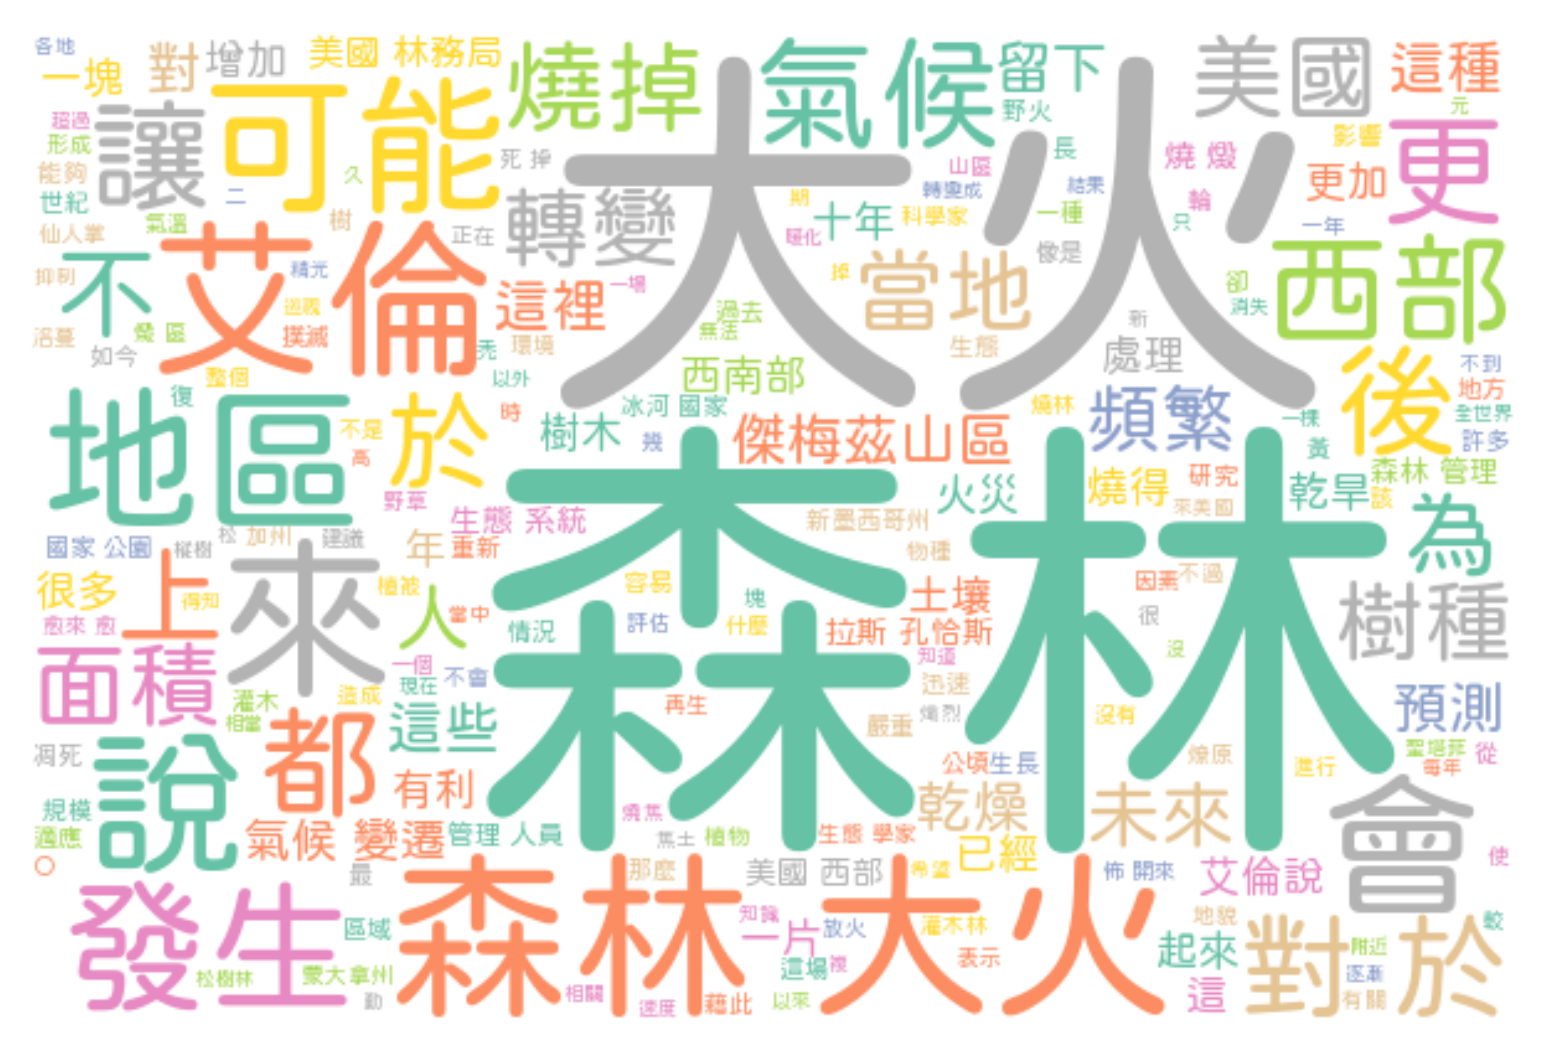 各地
一塊
對
增加
美國 林務局
燒掉
氣候
留下
美國
這種
超過
形成
能夠
世紀
仙人掌
抑制
洛蒙
讓
可能
死 掉
野火
山區
長
燒 燬
影響
元
更
更加
久
二
樹
氣溫
正在
轉變
大火
期
暖化
十年
轉變成
科學家
結果
一種
像是
只
輪
一年
不
艾倫
精光
撲滅
這裡
一場
環境
掉
當地
生態
過去
無法
西南部
新
處理
卻
消失
西部
如今
整個
禿
以外
後
不到
地方
全世界
許多
地區
復
不是
高
於
野草
時
樹木
冰河 國家
幾
傑梅茲山區
燒林
頻繁
一棵
黃
森林 管理
乾旱
該
燒得
研究
來美國
火災
新墨西哥州
物種
生態 系統
年
重新
建議
加州
松
樅樹
國家 公園
很多
得知
愈來 愈
上
來
植被
人
當中
情況
容易
評估
塊
什麼
森林
土壤
拉斯 孔恰斯
因素
不過
很
沒
為
樹種
面積
灌木
相當
造成
一個
現在
不會
這些
再生
知道
迅速
嚴重
熾烈
沒有
預測
聖塔菲
每年
從
凋死
規模
適應
說
都
有利
氣候 變遷
管理 人員
燒焦
焦土
植物
生態 學家
公頃
生長
乾燥
燎原
進行
未來
會
使
○
最
那麼
美國 西部
希望
已經
佈 開來
艾倫說
發生
區域
松樹林
蒙大拿州
動
森林大火
相關
速度
藉此
知識
一片
放火
這場
複
以來
灌木林
表示
地貌
起來
這
對於
附近
逐漸
有關
較